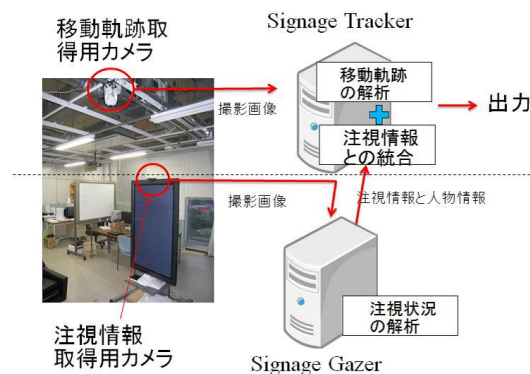 移動軌跡取
得用カメラ
Signage Tracker
移動軌跡
の解析
撮影画像
出力
注視情報
との統合
撮影画像
注視情報と人物情報
注視状況
の解析
注視情報
取得用カメラ
Signage Gazer